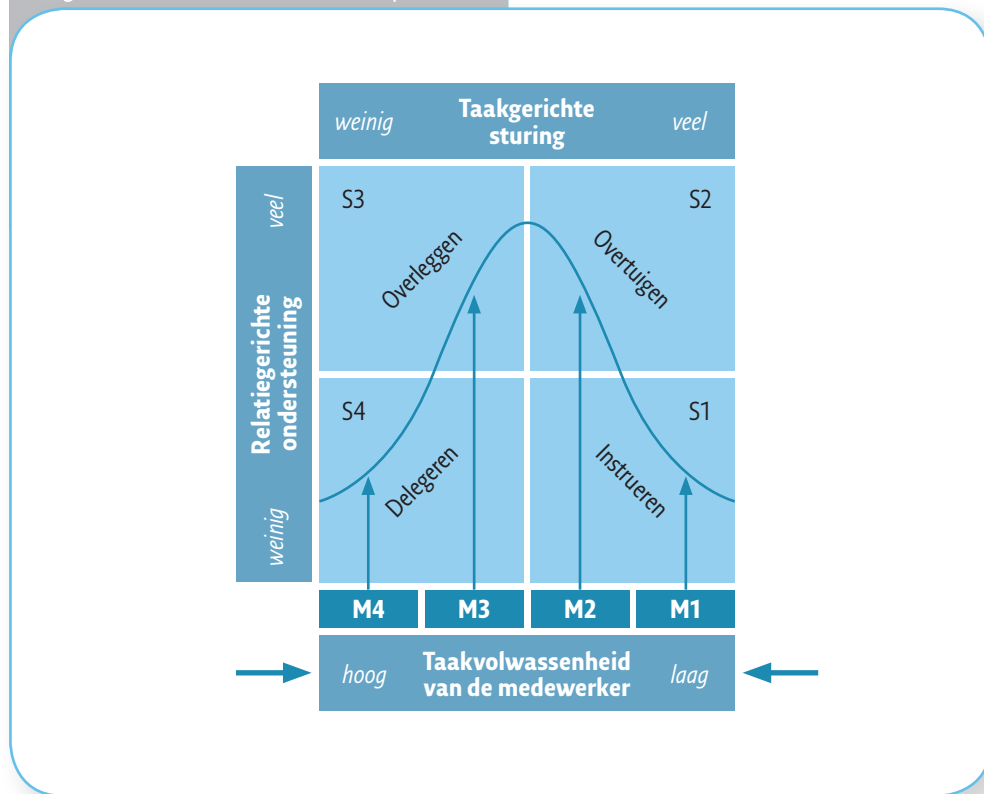 weinig
Taakgerichte
sturing
veel
veel
Relatiegerichte
ondersteuning
weinig
S3
S2
Overleggen
Overtuigen
S4
S1
Delegeren
Instrueren
M4
M3
M2
M1
hoog
Taakvolwassenheid
van de medewerker
laag